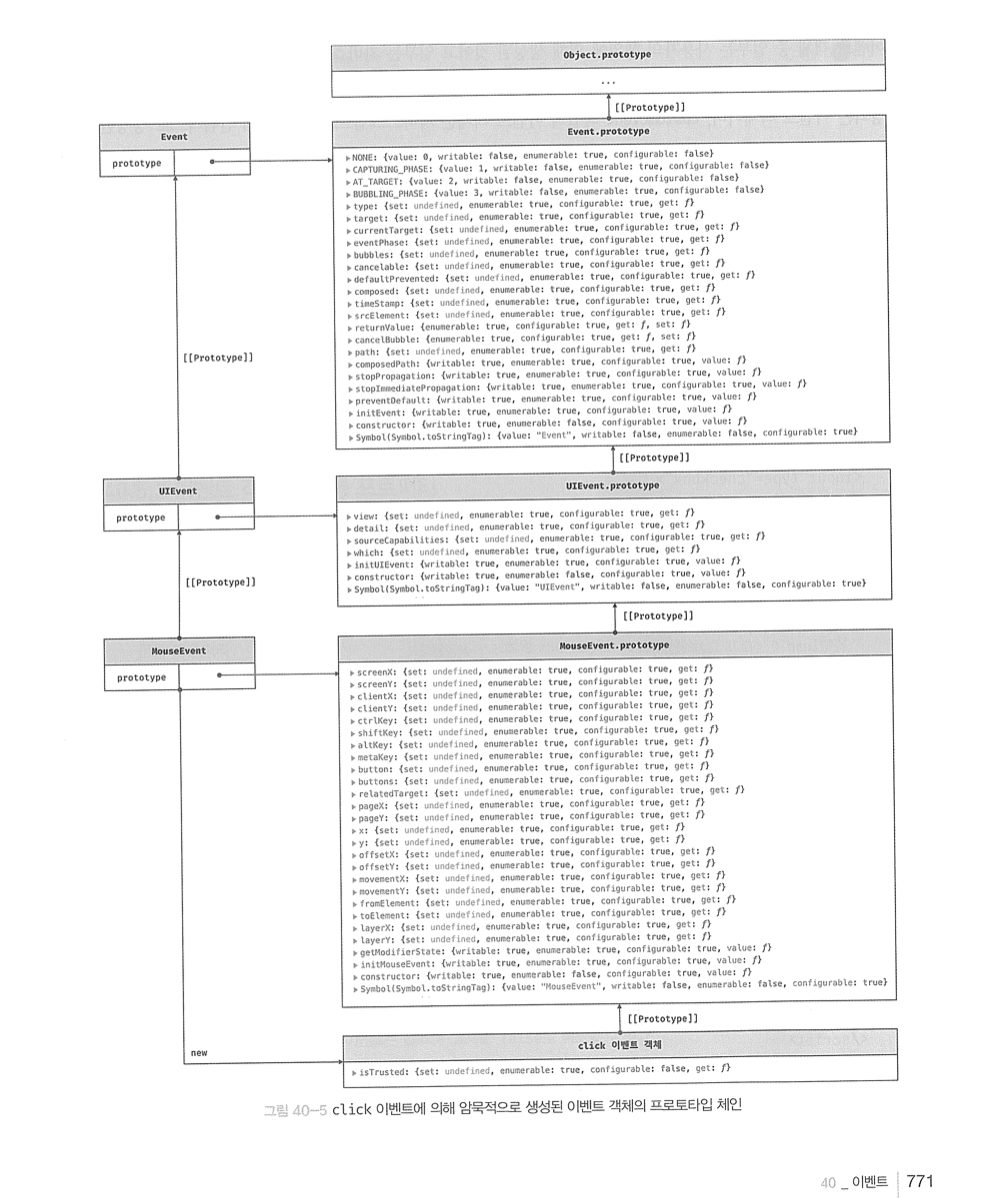 Object.prototype
...
[[Prototype]]
Event
prototype
Event.prototype
▶NONE: {value: 0, writable: false, enumerable: true, configurable: false}
▶CAPTURING_PHASE: {value: 1, writable: false, enumerable: true, configurable: false}
▶AT_TARGET: {value: 2, writable: false, enumerable: true, configurable: false}
▶BUBBLING_PHASE: {value: 3, writable: false, enumerable: true, configurable: false}
▶type: {set: undefined, enumerable: true, configurable: true, get: ƒ}
▶target: {set: undefined, enumerable: true, configurable: true, get: ƒ}
▶currentTarget: {set: undefined, enumerable: true, configurable: true, get: ƒ}
▶eventPhase: {set: undefined, enumerable: true, configurable: true, get: ƒ}
▶bubbles: {set: undefined, enumerable: true, configurable: true, get: ƒ}
▶cancelable: {set: undefined, enumerable: true, configurable: true, get: ƒ}
▶defaultPrevented: {set: undefined, enumerable: true, configurable: true, get: ƒ}
▶composed: {set: undefined, enumerable: true, configurable: true, get: ƒ}
▶timeStamp: {set: undefined, enumerable: true, configurable: true, get: ƒ}
▶srcElement: {set: undefined, enumerable: true, configurable: true, get: ƒ}
▶returnValue: {enumerable: true, configurable: true, get: ƒ, set: ƒ}
▶cancelBubble: {enumerable: true, configurable: true, get: ƒ, set: ƒ}
▶path: {set: undefined, enumerable: true, configurable: true, get: ƒ}
▶composedPath: {writable: true, enumerable: true, configurable: true, value: ƒ}
▶stopPropagation: {writable: true, enumerable: true, configurable: true, value: ƒ}
▶stopImmediatePropagation: {writable: true, enumerable: true, configurable: true, value: ƒ}
▶preventDefault: {writable: true, enumerable: true, configurable: true, value: ƒ}
▶initEvent: {writable: true, enumerable: true, configurable: true, value: ƒ}
▶constructor: {writable: true, enumerable: false, configurable: true, value: ƒ}
▶Symbol(Symbol.toStringTag): {value: "Event", writable: false, enumerable: false, configurable: true}
[[Prototype]]
[[Prototype]]
UIEvent
prototype
UIEvent.prototype
▶view: {set: undefined, enumerable: true, configurable: true, get: ƒ}
▶detail: {set: undefined, enumerable: true, configurable: true, get: ƒ}
▶sourceCapabilities: {set: undefined, enumerable: true, configurable: true, get: ƒ}
▶which: {set: undefined, enumerable: true, configurable: true, get: ƒ}
▶initUIEvent: {writable: true, enumerable: true, configurable: true, value: ƒ}
▶constructor: {writable: true, enumerable: false, configurable: true, value: ƒ}
▶Symbol(Symbol.toStringTag): {value: "UIEvent", writable: false, enumerable: false, configurable: true}
[[Prototype]]
[[Prototype]]
MouseEvent
prototype
MouseEvent.prototype
▶screenX: {set: undefined, enumerable: true, configurable: true, get: ƒ}
▶screenY: {set: undefined, enumerable: true, configurable: true, get: ƒ}
▶clientX: {set: undefined, enumerable: true, configurable: true, get: ƒ}
▶clientY: {set: undefined, enumerable: true, configurable: true, get: ƒ}
▶ctrlKey: {set: undefined, enumerable: true, configurable: true, get: ƒ}
▶shiftKey: {set: undefined, enumerable: true, configurable: true, get: ƒ}
▶altKey: {set: undefined, enumerable: true, configurable: true, get: ƒ}
▶metaKey: {set: undefined, enumerable: true, configurable: true, get: ƒ}
▶button: {set: undefined, enumerable: true, configurable: true, get: ƒ}
▶buttons: {set: undefined, enumerable: true, configurable: true, get: ƒ}
▶relatedTarget: {set: undefined, enumerable: true, configurable: true, get: ƒ}
▶pageX: {set: undefined, enumerable: true, configurable: true, get: ƒ}
▶pageY: {set: undefined, enumerable: true, configurable: true, get: ƒ}
▶x: {set: undefined, enumerable: true, configurable: true, get: ƒ}
▶y: {set: undefined, enumerable: true, configurable: true, get: ƒ}
▶offsetX: {set: undefined, enumerable: true, configurable: true, get: ƒ}
▶offsetY: {set: undefined, enumerable: true, configurable: true, get: ƒ}
▶movementX: {set: undefined, enumerable: true, configurable: true, get: ƒ}
▶movementY: {set: undefined, enumerable: true, configurable: true, get: ƒ}
▶fromElement: {set: undefined, enumerable: true, configurable: true, get: ƒ}
▶toElement: {set: undefined, enumerable: true, configurable: true, get: ƒ}
▶layerX: {set: undefined, enumerable: true, configurable: true, get: ƒ}
▶layerY: {set: undefined, enumerable: true, configurable: true, get: ƒ}
▶getModifierState: {writable: true, enumerable: true, configurable: true, value: ƒ}
▶initMouseEvent: {writable: true, enumerable: true, configurable: true, value: ƒ}
▶constructor: {writable: true, enumerable: false, configurable: true, value: ƒ}
▶Symbol(Symbol.toStringTag): {value: "MouseEvent", writable: false, enumerable: false, configurable: true}
[[Prototype]]
new
click 이벤트 객체
▶isTrusted: {set: undefined, enumerable: true, configurable: false, get: ƒ}
그림 40-5 click 이벤트에 의해 암묵적으로 생성된 이벤트 객체의 프로토타입 체인
40 _ 이벤트 771